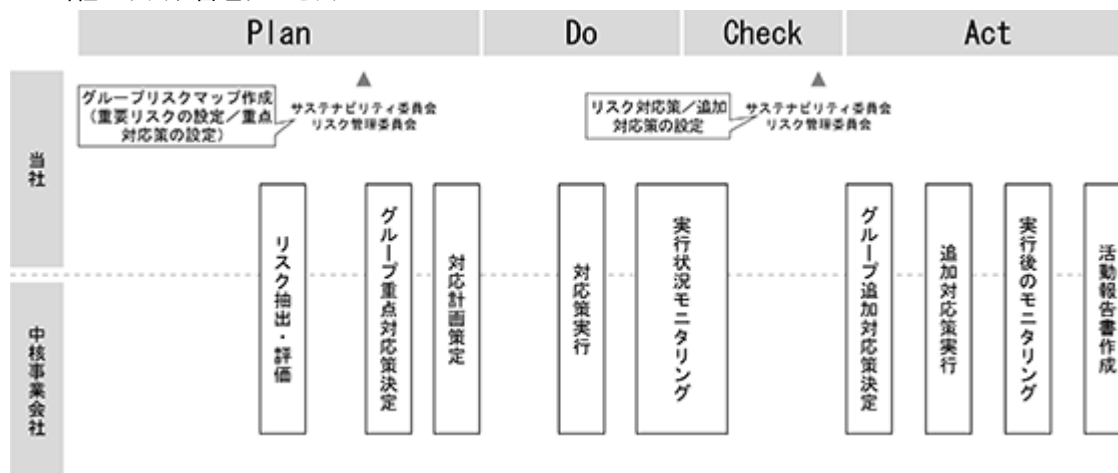 Plan
Do
Check
Act
グループリスクマップ作成
（重要リスクの設定／重点
対応策の設定）
サステナビリティ委員会
リスク管理委員会
リスク対応策／追加
対応策の設定
サステナビリティ委員会
リスク管理委員会
当社
中核事業会社
リスク抽出・評価
グループ重点対応策決定
対応計画策定
対応策実行
実行状況モニタリング
グループ追加対応策決定
追加対応策実行
実行後のモニタリング
活動報告書作成